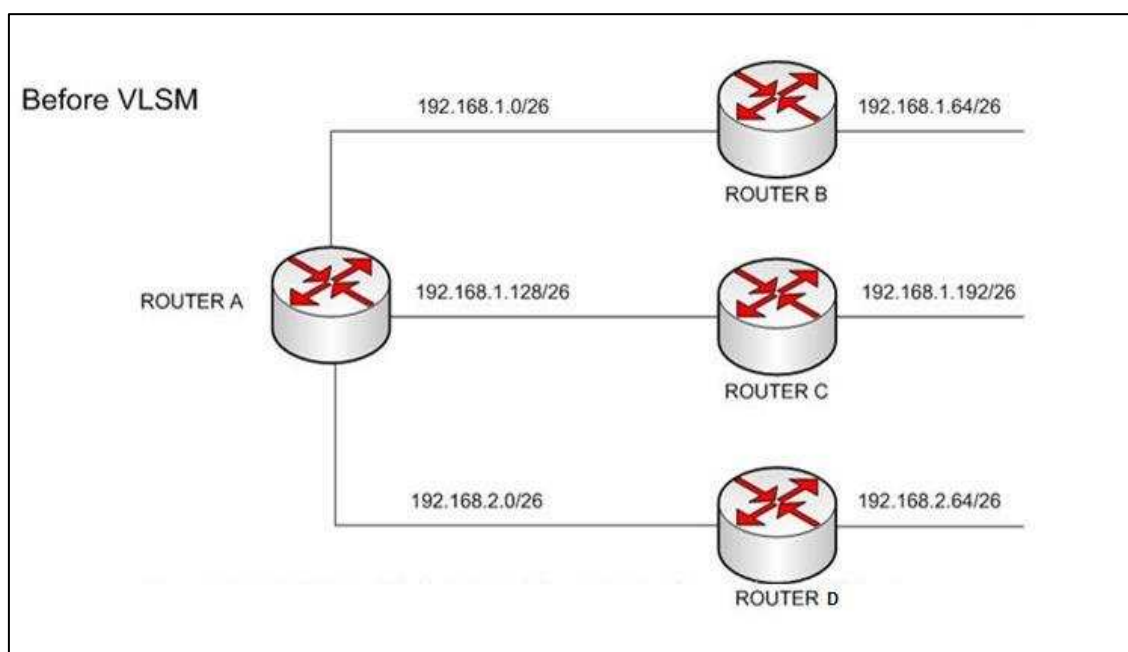 Before VLSM
192.168.1.0/26
192.168.1.64/26
ROUTER B
ROUTER A
192.168.1.128/26
192.168.1.192/26
ROUTER C
192.168.2.0/26
192.168.2.64/26
ROUTER D